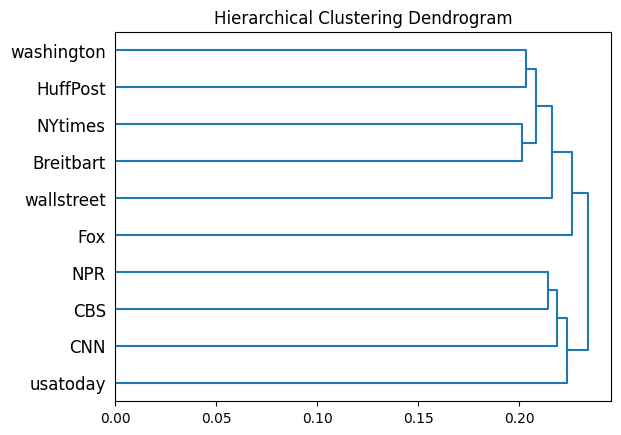 Hierarchical Clustering Dendrogram
washington
HuffPost
NYtimes
Breitbart
wallstreet
Fox
NPR
CBS
CNN
usatoday
0.00 0.05 0.10 0.15 0.20